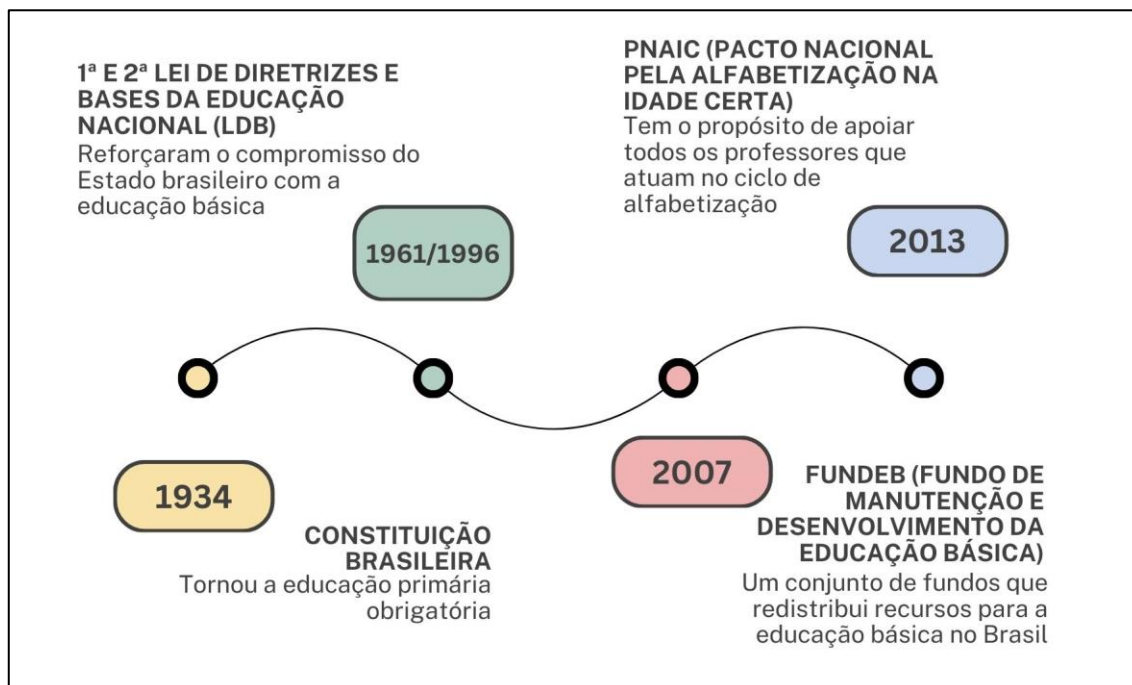 1ª E 2ª LEI DE DIRETRIZES E
BASES DA EDUCAÇÃO
NACIONAL (LDB)
Reforçaram o compromisso do
Estado brasileiro com a
educação básica
1961/1996
PNAIC (PACTO NACIONAL
PELA ALFABETIZAÇÃO NA
IDADE CERTA)
Tem o propósito de apoiar
todos os professores que
atuam no ciclo de
alfabetização
2013
1934
CONSTITUIÇÃO
BRASILEIRA
Tornou a educação primária
obrigatória
2007
FUNDEB (FUNDO DE
MANUTENÇÃO E
DESENVOLVIMENTO DA
EDUCAÇÃO BÁSICA)
Um conjunto de fundos que
redistribui recursos para a
educação básica no Brasil